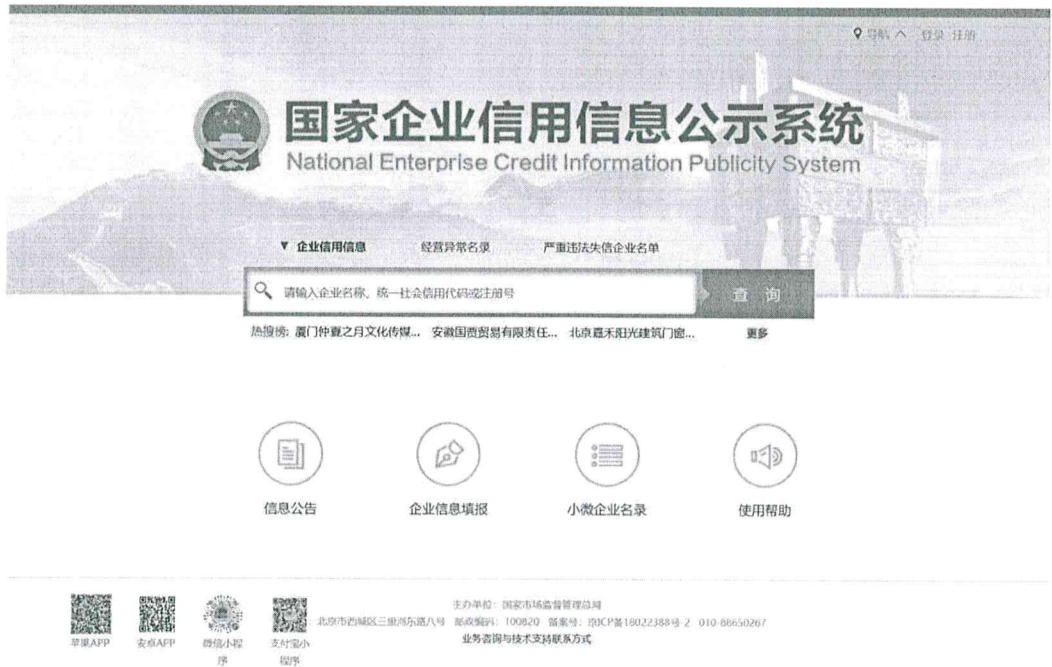 导航 登录 注册
国家企业信用信息公示系统
National Enterprise Credit Information Publicity System
企业信用信息 经营异常名录 严重违法失信企业名单
请输入企业名称、统一社会信用代码或注册号 查 询
热搜榜: 厦门仲夏之月文化传媒... 安徽国贾贸易有限责任... 北京嘉禾阳光建筑门窗... 更多
信息公告 企业信息填报 小微企业名录 使用帮助
主办单位：国家市场监督管理总局
北京市西城区三里河东路八号 邮政编码：100820 备案号：京ICP备18022388号-2 010-88650267
业务咨询与技术支持联系方式
苹果APP 安卓APP 微信小程序 支付宝小程序